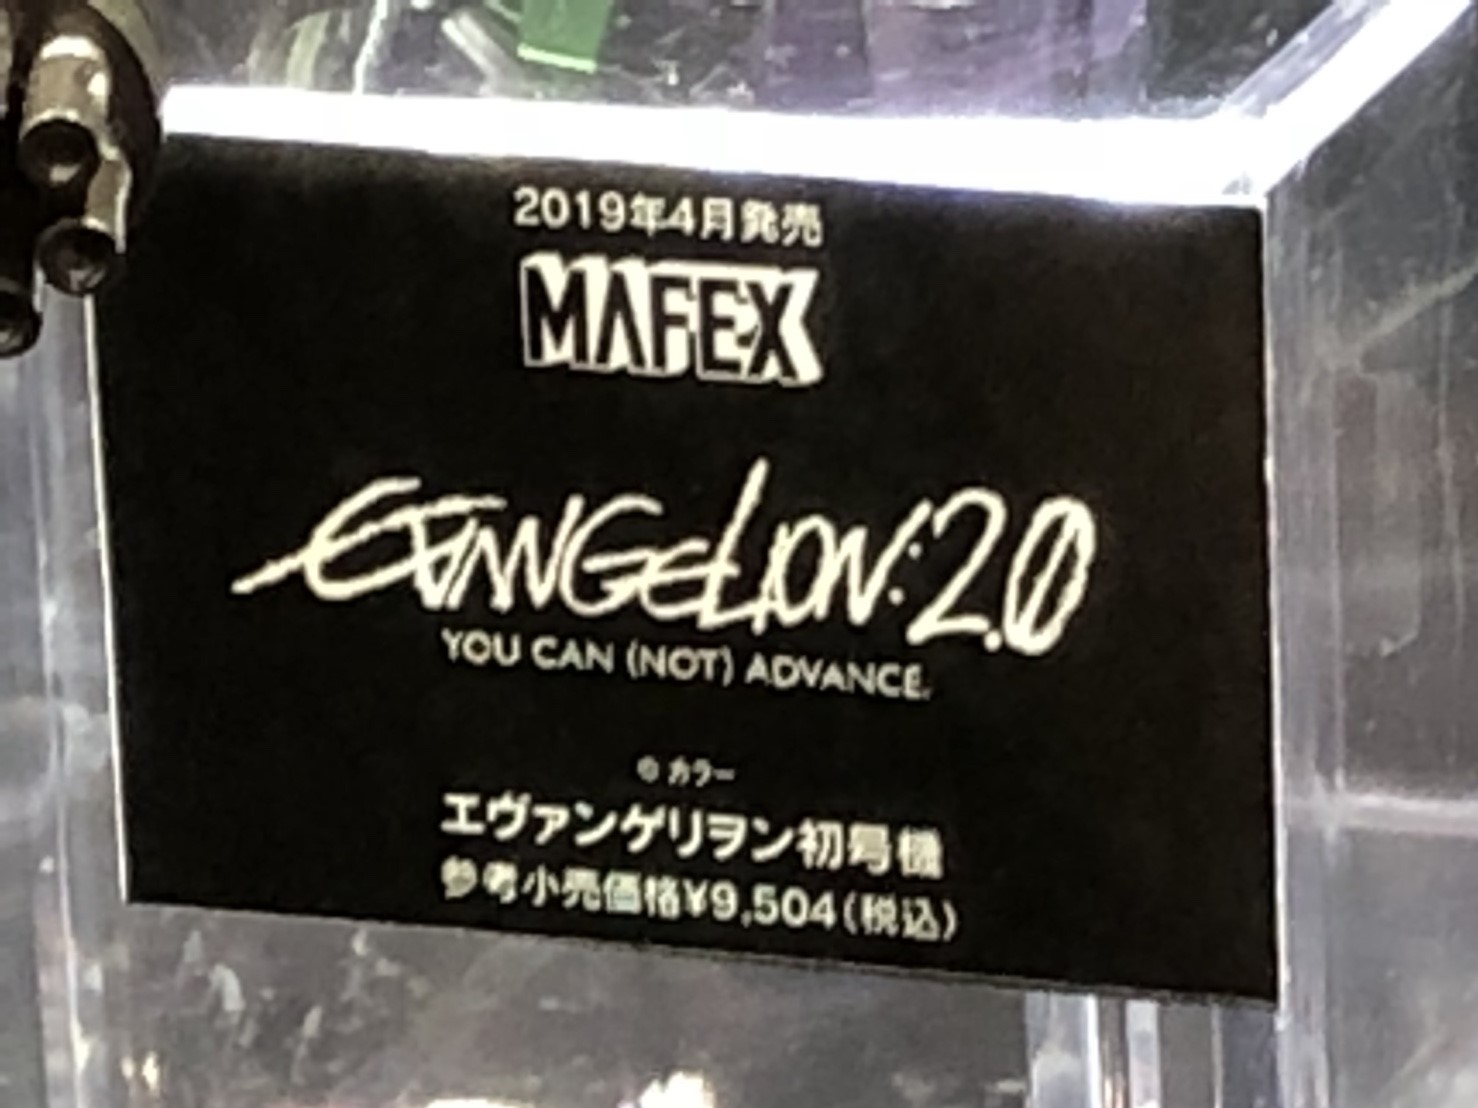 2019年4月発売
MAFEX
EVANGELION:2.0
YOU CAN (NOT) ADVANCE.
© カラー
エヴァンゲリヲン初号機
参考小売価格¥9,504(税込)